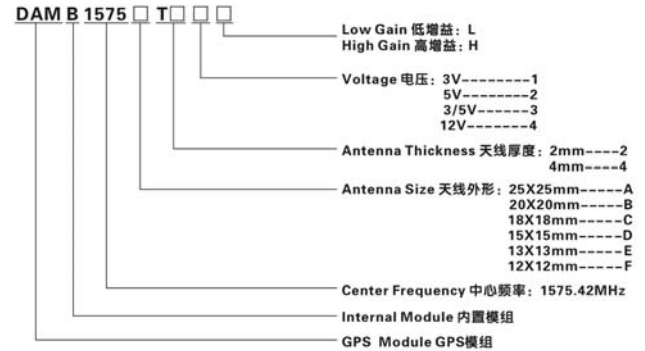 DAM B 1575 □ T□ □ □
Low Gain 低增益：L
High Gain 高增益：H
Voltage 电压：3V--------1
5V--------2
3/5V------3
12V-------4
Antenna Thickness 天线厚度：2mm----2
4mm----4
Antenna Size 天线外形：25X25mm-----A
20X20mm-----B
18X18mm-----C
15X15mm-----D
13X13mm-----E
12X12mm-----F
Center Frequency 中心频率：1575.42MHz
Internal Module 内置模组
GPS Module GPS模组